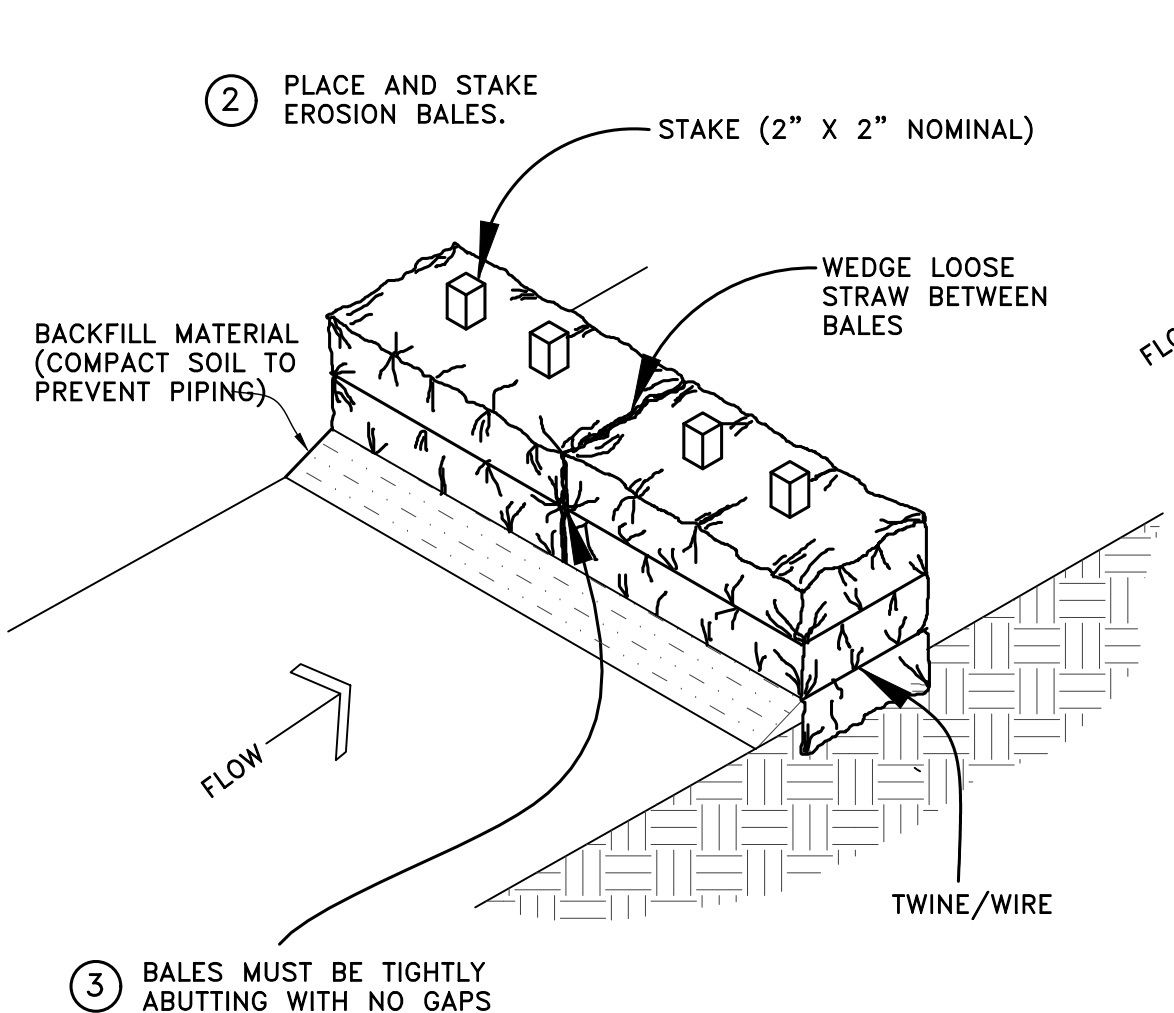 2 PLACE AND STAKE
EROSION BALES.
STAKE (2” X 2” NOMINAL)
WEDGE LOOSE
STRAW BETWEEN
BALES
BACKFILL MATERIAL
(COMPACT SOIL TO
PREVENT PIPING)
FLOW
TWINE/WIRE
3 BALES MUST BE TIGHTLY
ABUTTING WITH NO GAPS